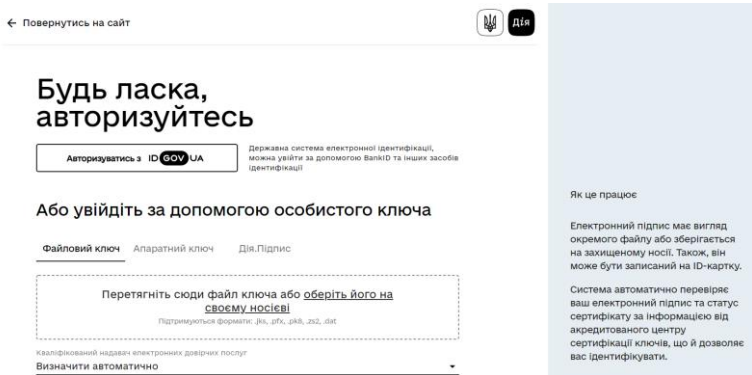 ← Повернутись на сайт
Дія
Будь ласка,
авторизуйтесь
Авторизуватись з ID GOV UA
Державна система електронної ідентифікації,
можна увійти за допомогою BankID та інших засобів
ідентифікації
Або увійдіть за допомогою особистого ключа
Файловий ключ Апаратний ключ Дія.Підпис
Перетягніть сюди файл ключа або оберіть його на
своєму носієві
Підтримуються формати: .jks, .pfx, .pk8, .zs2, .dat
Кваліфікований надавач електронних довірчих послуг
Визначити автоматично
Як це працює
Електронний підпис має вигляд
окремого файлу або зберігається
на захищеному носії. Також, він
може бути записаний на ID-картку.
Система автоматично перевіряє
ваш електронний підпис та статус
сертифікату за інформацією від
акредитованого центру
сертифікації ключів, що й дозволяє
вас ідентифікувати.